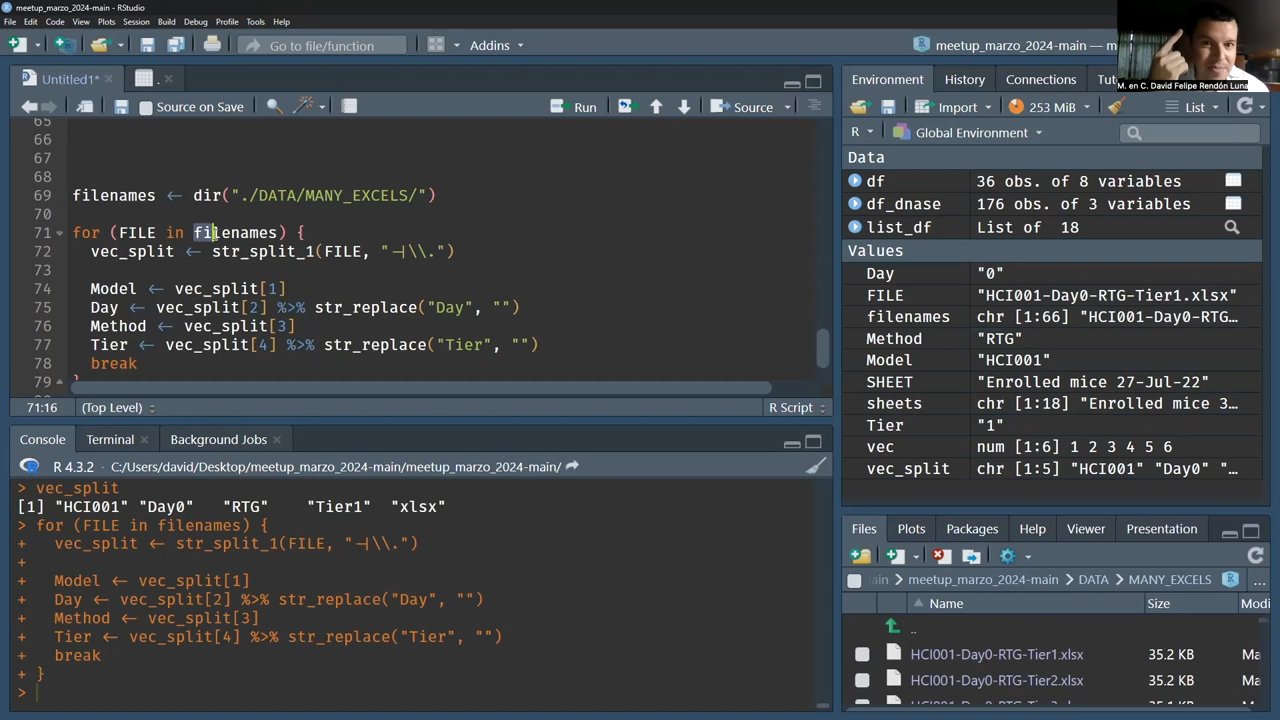 meetup_marzo_2024-main - RStudio
File Edit Code View Plots Session Build Debug Profile Tools Help
Go to file/function
Addins
meetup_marzo_2024-main —
M. en C. David Felipe Rendón Luna
Untitled1*
.
Source on Save
Run
Source
65
66
67
68
69 filenames <- dir("./DATA/MANY_EXCELS/")
70
71 for (FILE in filenames) {
72 vec_split <- str_split_1(FILE, "-|\\.")
73
74 Model <- vec_split[1]
75 Day <- vec_split[2] %>% str_replace("Day", "")
76 Method <- vec_split[3]
77 Tier <- vec_split[4] %>% str_replace("Tier", "")
78 break
79 }
71:16
(Top Level)
R Script
Console
Terminal
Background Jobs
R 4.3.2 C:/Users/david/Desktop/meetup_marzo_2024-main/meetup_marzo_2024-main/
> vec_split
[1] "HCI001" "Day0" "RTG" "Tier1" "xlsx"
> for (FILE in filenames) {
+ vec_split <- str_split_1(FILE, "-|\\.")
+
+ Model <- vec_split[1]
+ Day <- vec_split[2] %>% str_replace("Day", "")
+ Method <- vec_split[3]
+ Tier <- vec_split[4] %>% str_replace("Tier", "")
+ break
+ }
>
Environment
History
Connections
Tut
Import
253 MiB
List
R
Global Environment
Data
df 36 obs. of 8 variables
df_dnase 176 obs. of 3 variables
list_df List of 18
Values
Day "0"
FILE "HCI001-Day0-RTG-Tier1.xlsx"
filenames chr [1:66] "HCI001-Day0-RTG…
Method "RTG"
Model "HCI001"
SHEET "Enrolled mice 27-Jul-22"
sheets chr [1:18] "Enrolled mice 3…
Tier "1"
vec num [1:6] 1 2 3 4 5 6
vec_split chr [1:5] "HCI001" "Day0" "…
Files
Plots
Packages
Help
Viewer
Presentation
ain > meetup_marzo_2024-main > DATA > MANY_EXCELS
...
Name Size Modi
..
HCI001-Day0-RTG-Tier1.xlsx 35.2 KB Ma
HCI001-Day0-RTG-Tier2.xlsx 35.2 KB Ma